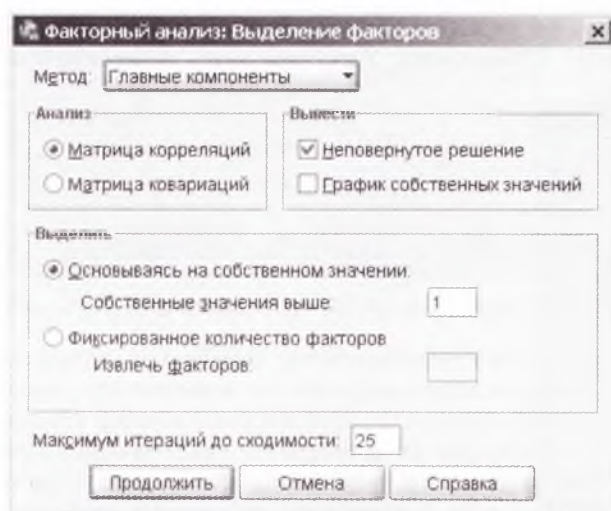 Факторный анализ: Выделение факторов
Метод: Главные компоненты
Анализ
Матрица корреляций
Матрица ковариаций
Вывести
Неповернутое решение
График собственных значений
Выделить
Основываясь на собственном значении:
Собственные значения выше: 1
Фиксированное количество факторов
Извлечь факторов:
Максимум итераций до сходимости: 25
Продолжить Отмена Справка